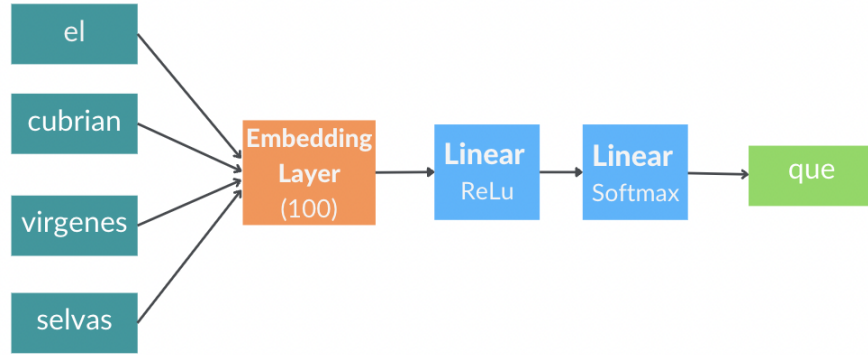 el
cubrian
virgenes
selvas
Embedding
Layer
(100)
Linear
ReLu
Linear
Softmax
que